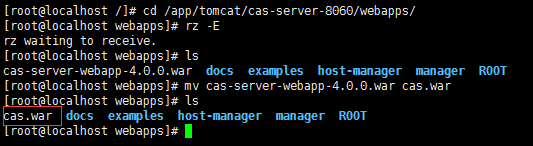 [root@localhost /]# cd /app/tomcat/cas-server-8060/webapps/
[root@localhost webapps]# rz -E
rz waiting to receive.
[root@localhost webapps]# ls
cas-server-webapp-4.0.0.war  docs  examples  host-manager  manager  ROOT
[root@localhost webapps]# mv cas-server-webapp-4.0.0.war cas.war
[root@localhost webapps]# ls
cas.war  docs  examples  host-manager  manager  ROOT
[root@localhost webapps]#